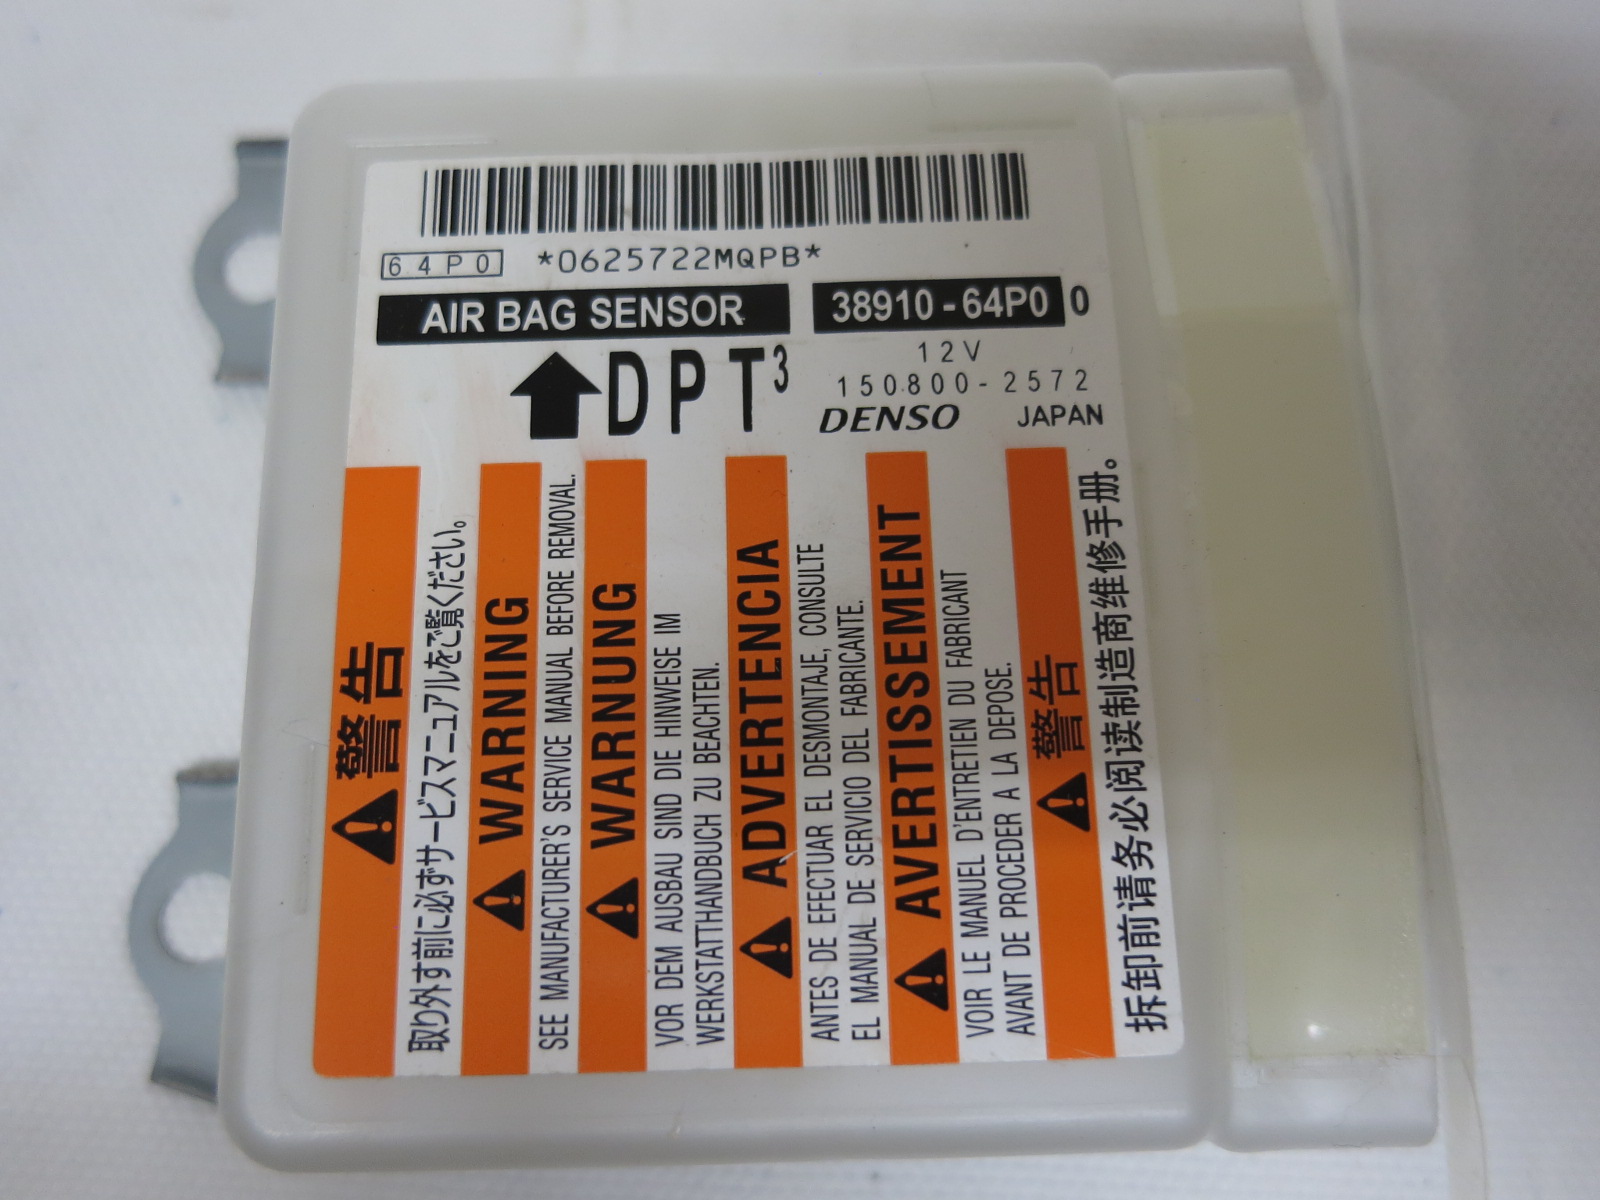 64P0 *0625722MQPB*
AIR BAG SENSOR 38910-64P0 0
DPT3
12V
150800-2572
DENSO JAPAN
警告
取り外す前に必ずサービスマニュアルをご覧ください。
WARNING
SEE MANUFACTURER'S SERVICE MANUAL BEFORE REMOVAL.
WARNUNG
VOR DEM AUSBAU SIND DIE HINWEISE IM
WERKSTATTHANDBUCH ZU BEACHTEN.
ADVERTENCIA
ANTES DE EFECTUAR EL DESMONTAJE, CONSULTE
EL MANUAL DE SERVICIO DEL FABRICANTE.
AVERTISSEMENT
VOIR LE MANUEL D'ENTRETIEN DU FABRICANT
AVANT DE PROCEDER A LA DEPOSE.
警告
拆卸前请务必阅读制造商维修手册。